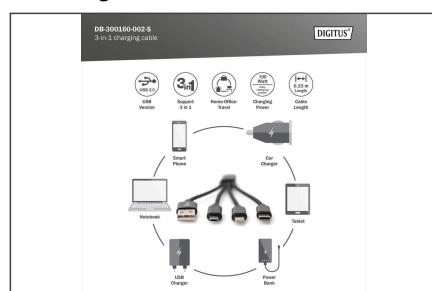 DB-300160-002-S
3-in-1 charging cable
DIGITUS®
USB 2.0
3in1
100
Watt
0.15 m
Length
USB
Version
Support
3 in 1
Home-Office-
Travel
Charging
Power
Cable
Length
Smart
Phone
Car
Charger
Notebook
Tablet
USB
Charger
Power
Bank